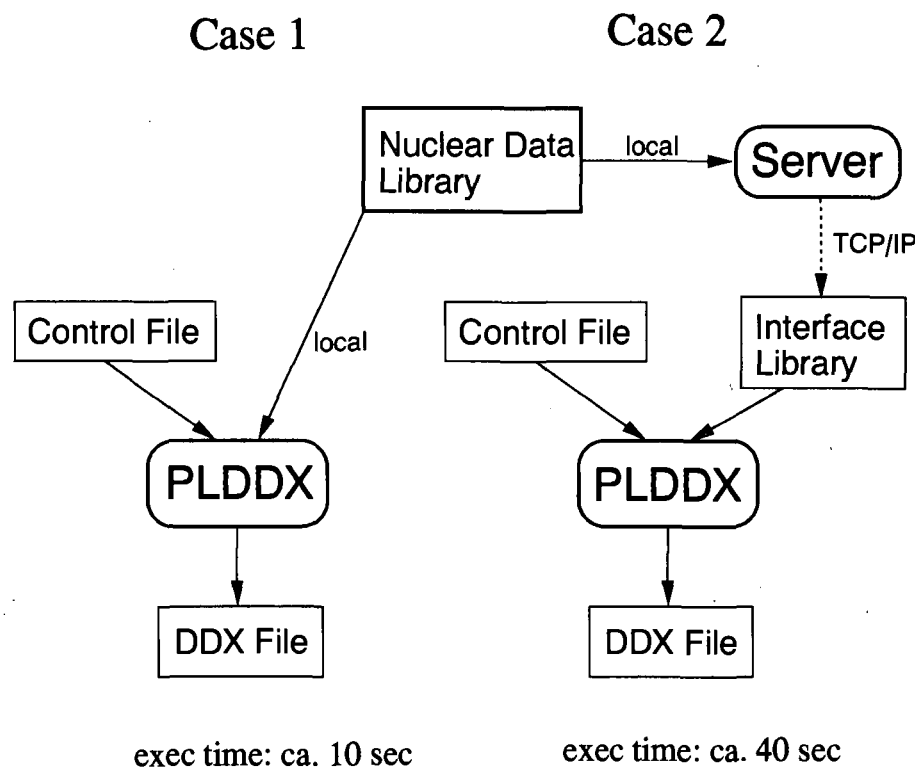 Case 1
Case 2
Nuclear Data
Library
local
Server
TCP/IP
Control File
local
Control File
Interface
Library
PLDDX
PLDDX
DDX File
DDX File
exec time: ca. 10 sec
exec time: ca. 40 sec